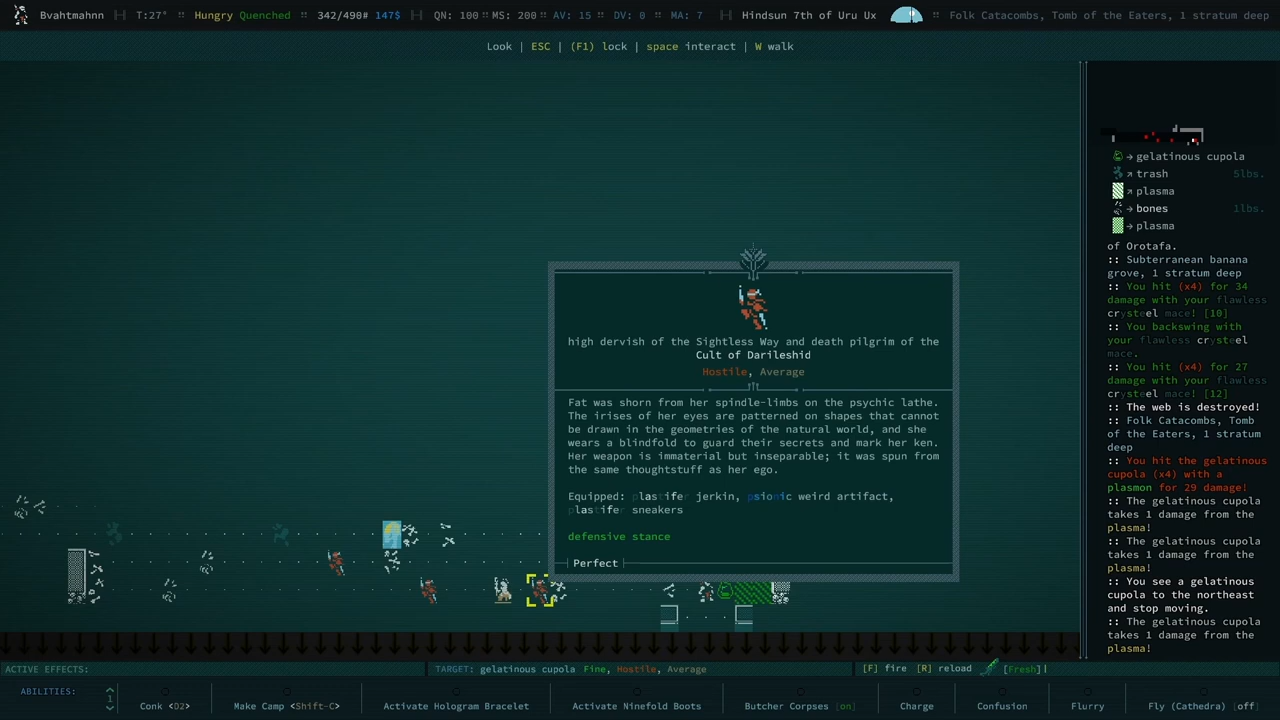 Bvahtmahnn T:27° :: Hungry Quenched :: 342/490# 147$ QN: 100 :: MS: 200 :: AV: 15 :: DV: 0 :: MA: 7 Hindsun 7th of Uru Ux :: Folk Catacombs, Tomb of the Eaters, 1 stratum deep
Look | ESC | (F1) lock | space interact | W walk
gelatinous cupola
trash 5lbs.
plasma
bones 1lbs.
plasma
of Orotafa.
:: Subterranean banana
grove, 1 stratum deep
:: You hit (x4) for 34
damage with your flawless
crysteel mace! [10]
:: You backswing with
your flawless crysteel
mace.
:: You hit (x4) for 27
damage with your flawless
crysteel mace! [12]
:: The web is destroyed!
:: Folk Catacombs, Tomb
of the Eaters, 1 stratum
deep
:: You hit the gelatinous
cupola (x4) with a
plasmon for 29 damage!
:: The gelatinous cupola
takes 1 damage from the
plasma!
:: The gelatinous cupola
takes 1 damage from the
plasma!
:: You see a gelatinous
cupola to the northeast
and stop moving.
:: The gelatinous cupola
takes 1 damage from the
plasma!
high dervish of the Sightless Way and death pilgrim of the
Cult of Darileshid
Hostile, Average
Fat was shorn from her spindle-limbs on the psychic lathe.
The irises of her eyes are patterned on shapes that cannot
be drawn in the geometries of the natural world, and she
wears a blindfold to guard their secrets and mark her ken.
Her weapon is immaterial but inseparable; it was spun from
the same thoughtstuff as her ego.
Equipped: plastifer jerkin, psionic weird artifact,
plastifer sneakers
defensive stance
Perfect
ACTIVE EFFECTS: TARGET: gelatinous cupola Fine, Hostile, Average [F] fire [R] reload [Fresh]
ABILITIES: 1 Conk <D2> Make Camp <Shift-C> Activate Hologram Bracelet Activate Ninefold Boots Butcher Corpses [on] Charge Confusion Flurry Fly (Cathedra) [off]